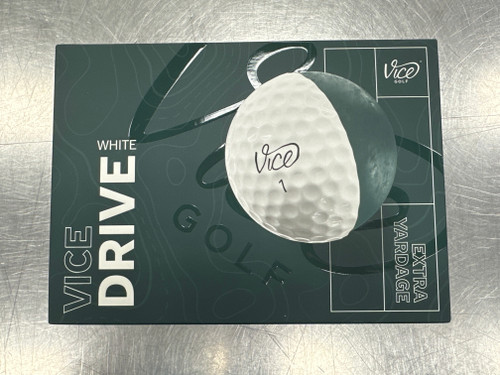 VICE
DRIVE
WHITE
Vice
1
GOLF
Vice
GOLF
EXTRA
YARDAGE